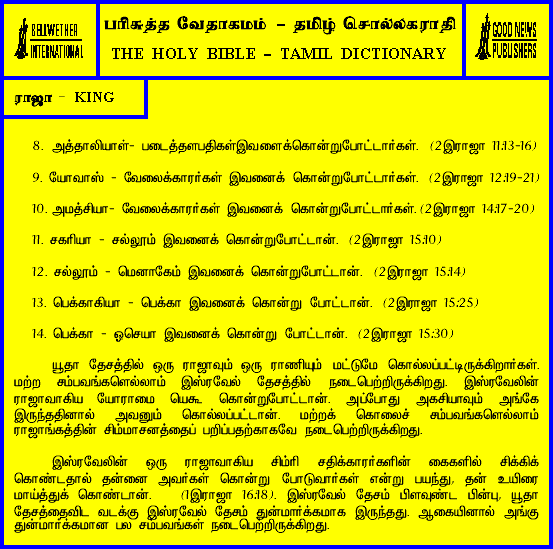 BELLWETHER
INTERNATIONAL
பரிசுத்த வேதாகமம் - தமிழ் சொல்லகராதி
THE HOLY BIBLE - TAMIL DICTIONARY
GOOD NEWS
PUBLISHERS
ராஜா - KING
8. அத்தாலியாள்- படைத்தளபதிகள்இவளைக்கொன்றுபோட்டார்கள். (2இராஜா 11:13-16)
9. யோவாஸ் - வேலைக்காரர்கள் இவனைக் கொன்றுபோட்டார்கள். (2இராஜா 12:19-21)
10. அமத்சியா- வேலைக்காரர்கள் இவனைக் கொன்றுபோட்டார்கள்.(2இராஜா 14:17-20)
11. சகரியா - சல்லூம் இவனைக் கொன்றுபோட்டான். (2இராஜா 15:10)
12. சல்லூம் - மெனாகேம் இவனைக் கொன்றுபோட்டான். (2இராஜா 15:14)
13. பெக்காகியா - பெக்கா இவனைக் கொன்று போட்டான். (2இராஜா 15:25)
14. பெக்கா - ஒசெயா இவனைக் கொன்று போட்டான். (2இராஜா 15:30)
யூதா தேசத்தில் ஒரு ராஜாவும் ஒரு ராணியும் மட்டுமே கொல்லப்பட்டிருக்கிறார்கள்.
மற்ற சம்பவங்களெல்லாம் இஸ்ரவேல் தேசத்தில் நடைபெற்றிருக்கிறது. இஸ்ரவேலின்
ராஜாவாகிய யோராமை யெகூ கொன்றுபோட்டான். அப்போது அகசியாவும் அங்கே
இருந்ததினால் அவனும் கொல்லப்பட்டான். மற்றக் கொலைச் சம்பவங்களெல்லாம்
ராஜாங்கத்தின் சிம்மாசனத்தைப் பறிப்பதற்காகவே நடைபெற்றிருக்கிறது.
இஸ்ரவேலின் ஒரு ராஜாவாகிய சிம்ரி சதிக்காரர்களின் கைகளில் சிக்கிக்
கொண்டதால் தன்னை அவர்கள் கொன்று போடுவார்கள் என்று பயந்து, தன் உயிரை
மாய்த்துக் கொண்டான். (1இராஜா 16:18). இஸ்ரவேல் தேசம் பிளவுண்ட பின்பு, யூதா
தேசத்தைவிட வடக்கு இஸ்ரவேல் தேசம் துன்மார்க்கமாக இருந்தது. ஆகையினால் அங்கு
துன்மார்க்கமான பல சம்பவங்கள் நடைபெற்றிருக்கிறது.